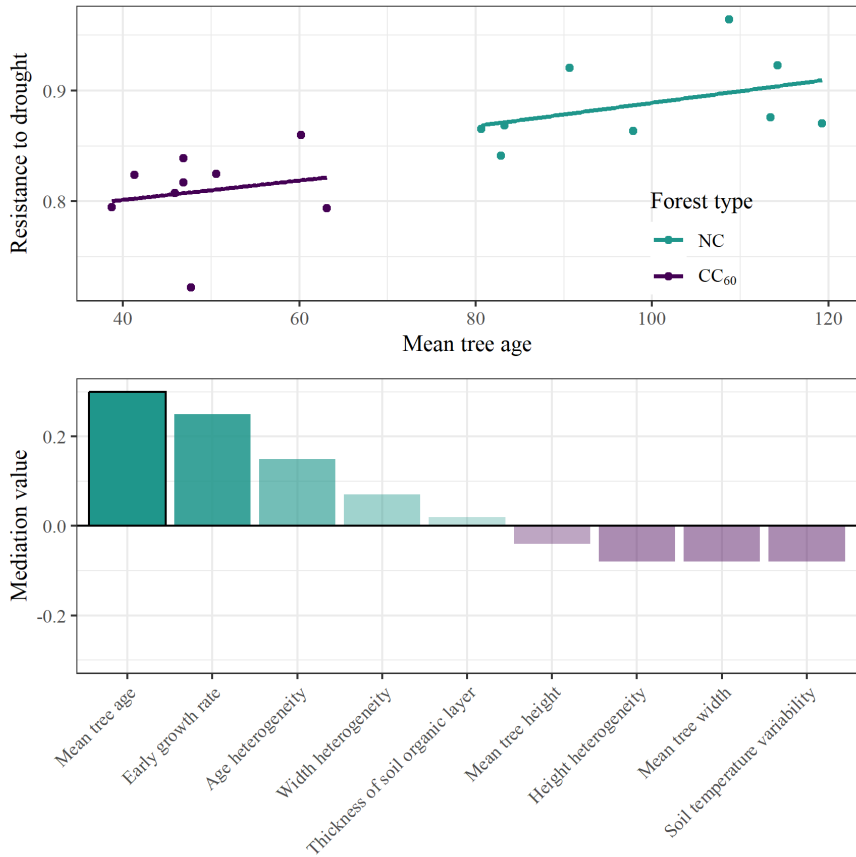 Resistance to drought
0.9
0.8
Forest type
NC
CC₆₀
40 60 80 100 120
Mean tree age
Mediation value
0.2
0.0
-0.2
Mean tree age
Early growth rate
Age heterogeneity
Width heterogeneity
Thickness of soil organic layer
Mean tree height
Height heterogeneity
Mean tree width
Soil temperature variability